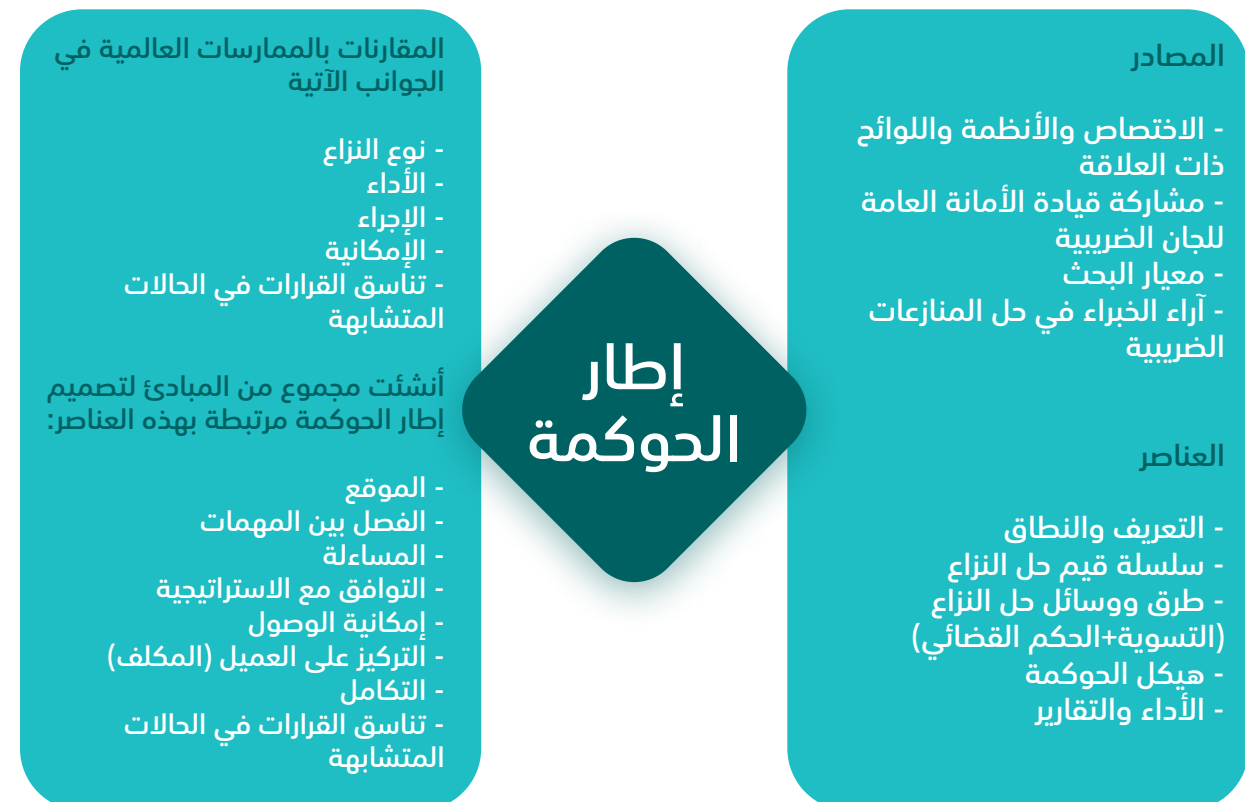 المصادر
- الاختصاص والأنظمة واللوائح
ذات العلاقة
- مشاركة قيادة الأمانة العامة
للجان الضريبية
- معيار البحث
- آراء الخبراء في حل المنازعات
الضريبية
العناصر
- التعريف والنطاق
- سلسلة قيم حل النزاع
- طرق ووسائل حل النزاع
(التسوية+الحكم القضائي)
- هيكل الحوكمة
- الأداء والتقارير
إطار
الحوكمة
المقارنات بالممارسات العالمية في
الجوانب الآتية
- نوع النزاع
- الأداء
- الإجراء
- الإمكانية
- تناسق القرارات في الحالات
المتشابهة
أنشئت مجموع من المبادئ لتصميم
إطار الحوكمة مرتبطة بهذه العناصر:
- الموقع
- الفصل بين المهمات
- المساءلة
- التوافق مع الاستراتيجية
- إمكانية الوصول
- التركيز على العميل (المكلف)
- التكامل
- تناسق القرارات في الحالات
المتشابهة